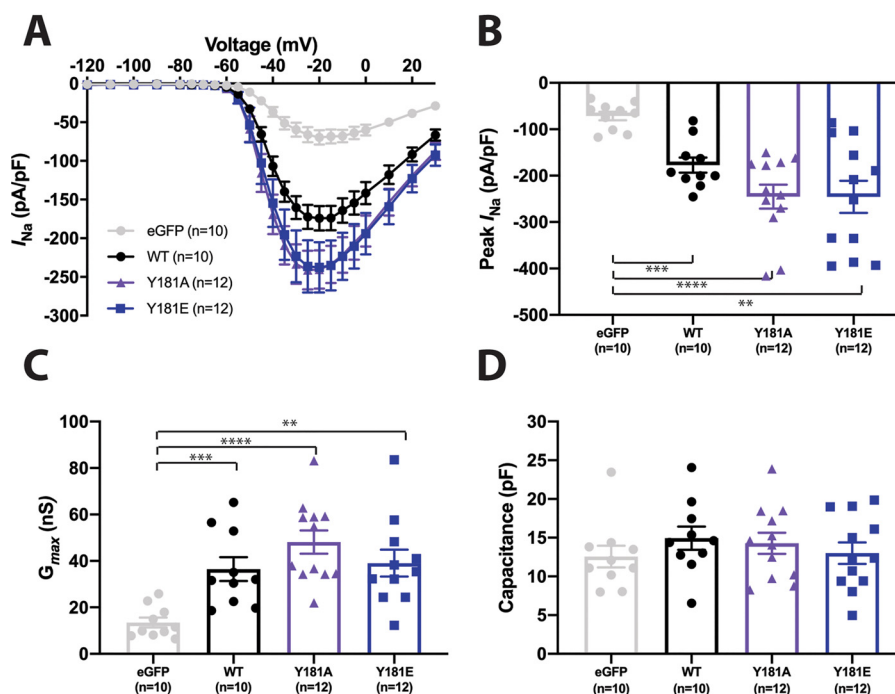 A
Voltage (mV)
-120 -100 -80 -60 -40 -20 0 20
0
-50
-100
-150
-200
-250
-300
I Na (pA/pF)
eGFP (n=10)
WT (n=10)
Y181A (n=12)
Y181E (n=12)
B
0
-100
-200
-300
-400
-500
Peak I Na (pA/pF)
***
****
**
eGFP WT Y181A Y181E
(n=10) (n=10) (n=12) (n=12)
C
100
80
60
40
20
0
Gmax (nS)
**
****
***
eGFP WT Y181A Y181E
(n=10) (n=10) (n=12) (n=12)
D
30
25
20
15
10
5
0
Capacitance (pF)
eGFP WT Y181A Y181E
(n=10) (n=10) (n=12) (n=12)